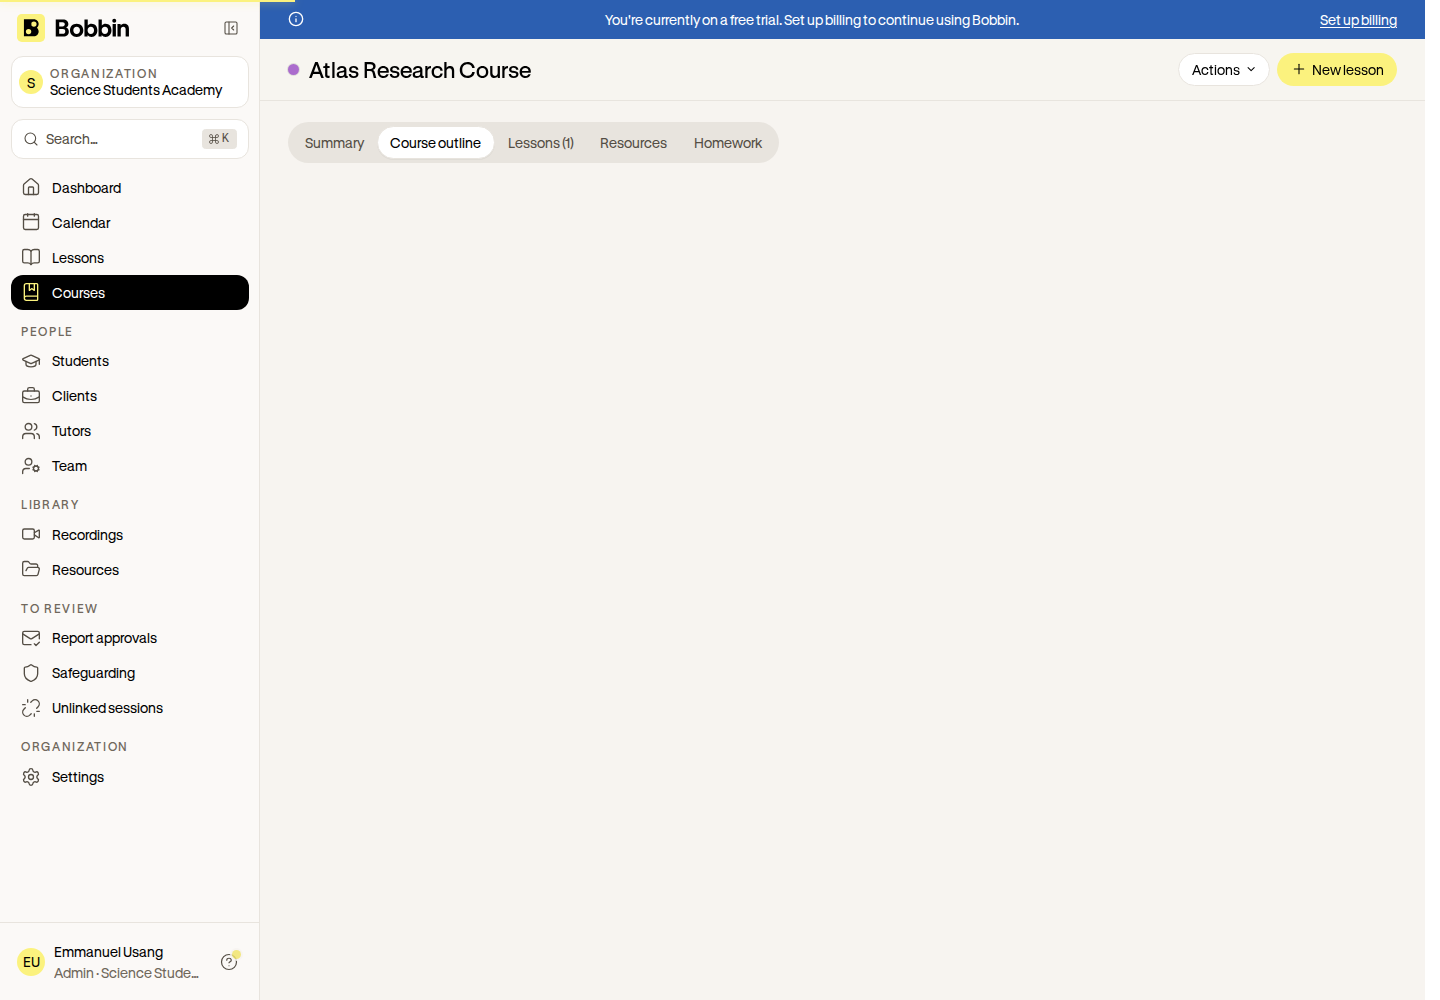 Bobbin
You're currently on a free trial. Set up billing to continue using Bobbin.
Set up billing
S
ORGANIZATION
Science Students Academy
Atlas Research Course
Actions
New lesson
Search...
⌘ K
Summary
Course outline
Lessons (1)
Resources
Homework
Dashboard
Calendar
Lessons
Courses
PEOPLE
Students
Clients
Tutors
Team
LIBRARY
Recordings
Resources
TO REVIEW
Report approvals
Safeguarding
Unlinked sessions
ORGANIZATION
Settings
EU
Emmanuel Usang
Admin · Science Stude...